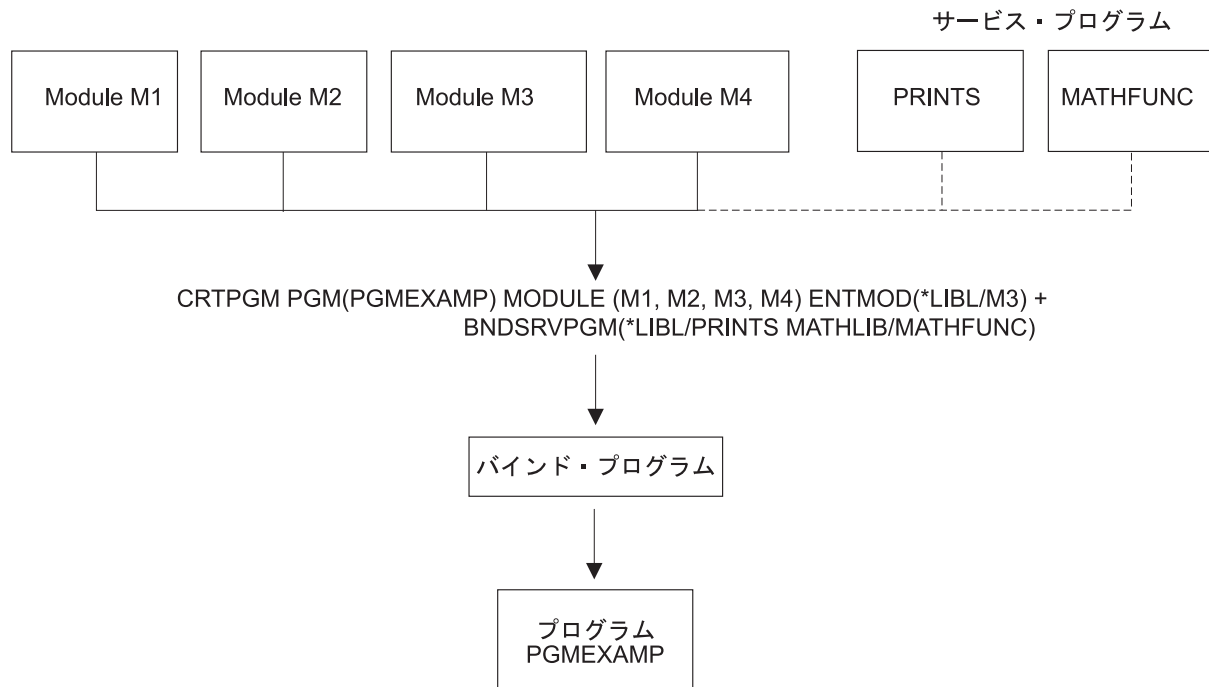 サービス・プログラム
Module M1
Module M2
Module M3
Module M4
PRINTS
MATHFUNC
CRTPGM PGM(PGMEXAMP) MODULE (M1, M2, M3, M4) ENTMOD(*LIBL/M3) +
BNDSRVPGM(*LIBL/PRINTS MATHLIB/MATHFUNC)
バインド・プログラム
プログラム
PGMEXAMP